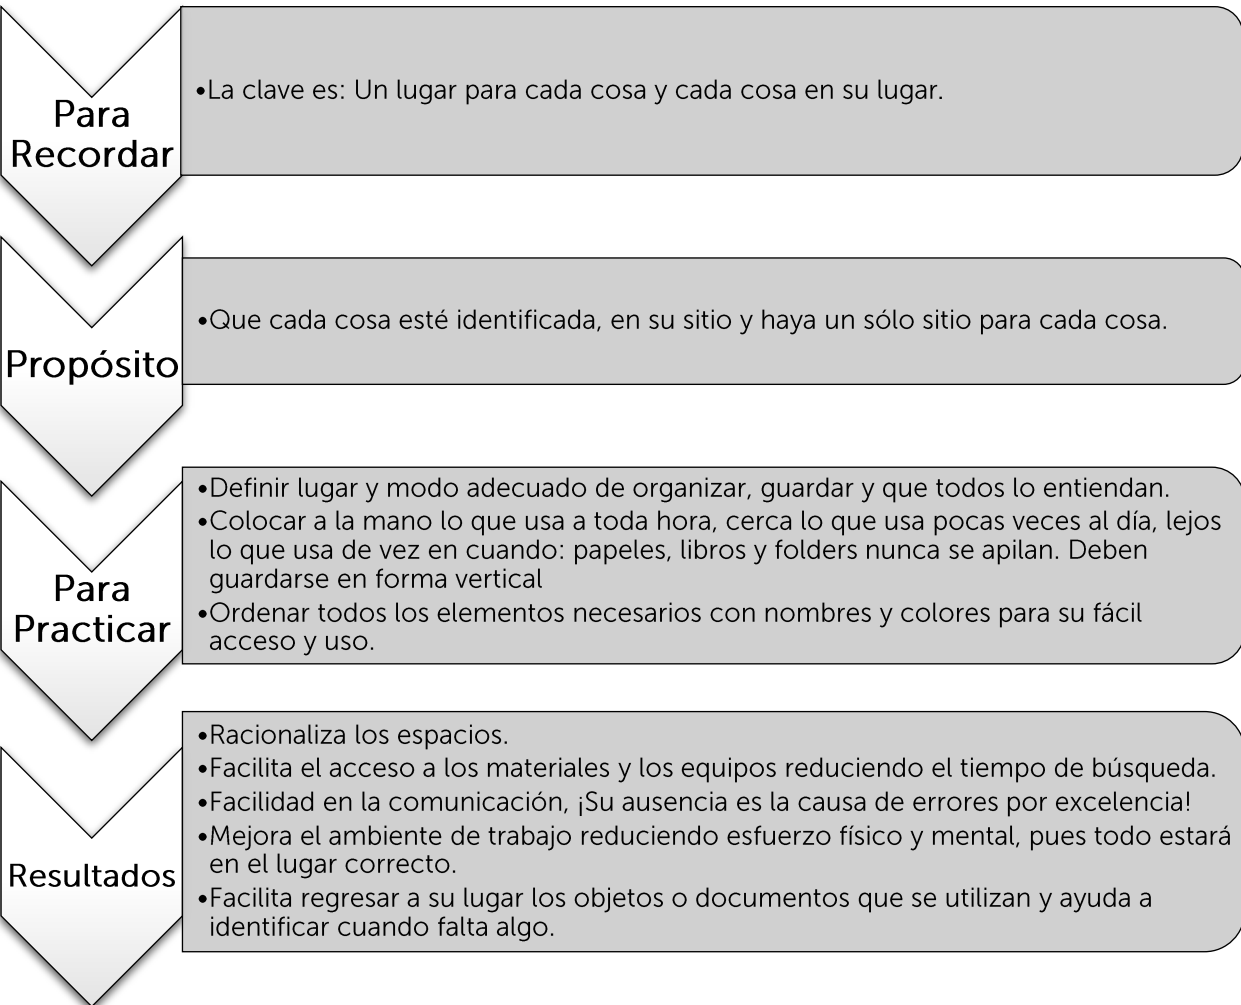 Para
Recordar
•La clave es: Un lugar para cada cosa y cada cosa en su lugar.
Propósito
•Que cada cosa esté identificada, en su sitio y haya un sólo sitio para cada cosa.
Para
Practicar
•Definir lugar y modo adecuado de organizar, guardar y que todos lo entiendan.
•Colocar a la mano lo que usa a toda hora, cerca lo que usa pocas veces al día, lejos
lo que usa de vez en cuando: papeles, libros y folders nunca se apilan. Deben
guardarse en forma vertical
•Ordenar todos los elementos necesarios con nombres y colores para su fácil
acceso y uso.
Resultados
•Racionaliza los espacios.
•Facilita el acceso a los materiales y los equipos reduciendo el tiempo de búsqueda.
•Facilidad en la comunicación, ¡Su ausencia es la causa de errores por excelencia!
•Mejora el ambiente de trabajo reduciendo esfuerzo físico y mental, pues todo estará
en el lugar correcto.
•Facilita regresar a su lugar los objetos o documentos que se utilizan y ayuda a
identificar cuando falta algo.